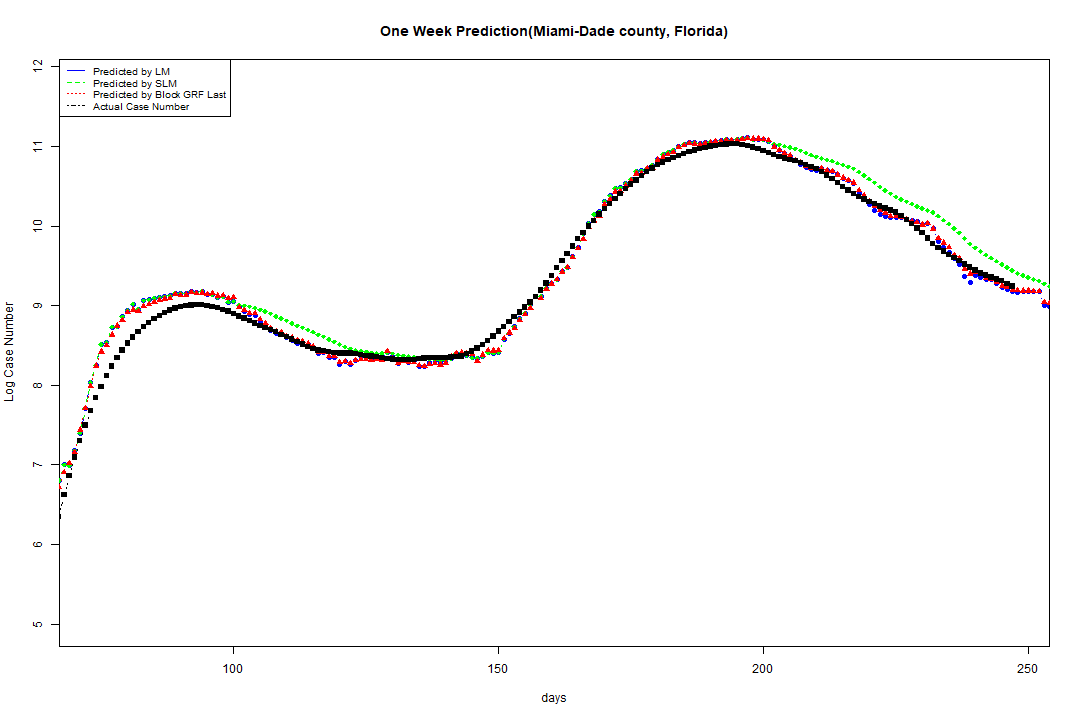 One Week Prediction(Miami-Dade county, Florida)
Predicted by LM
Predicted by SLM
Predicted by Block GRF Last
Actual Case Number
12
11
10
9
8
7
6
5
Log Case Number
100 150 200 250
days